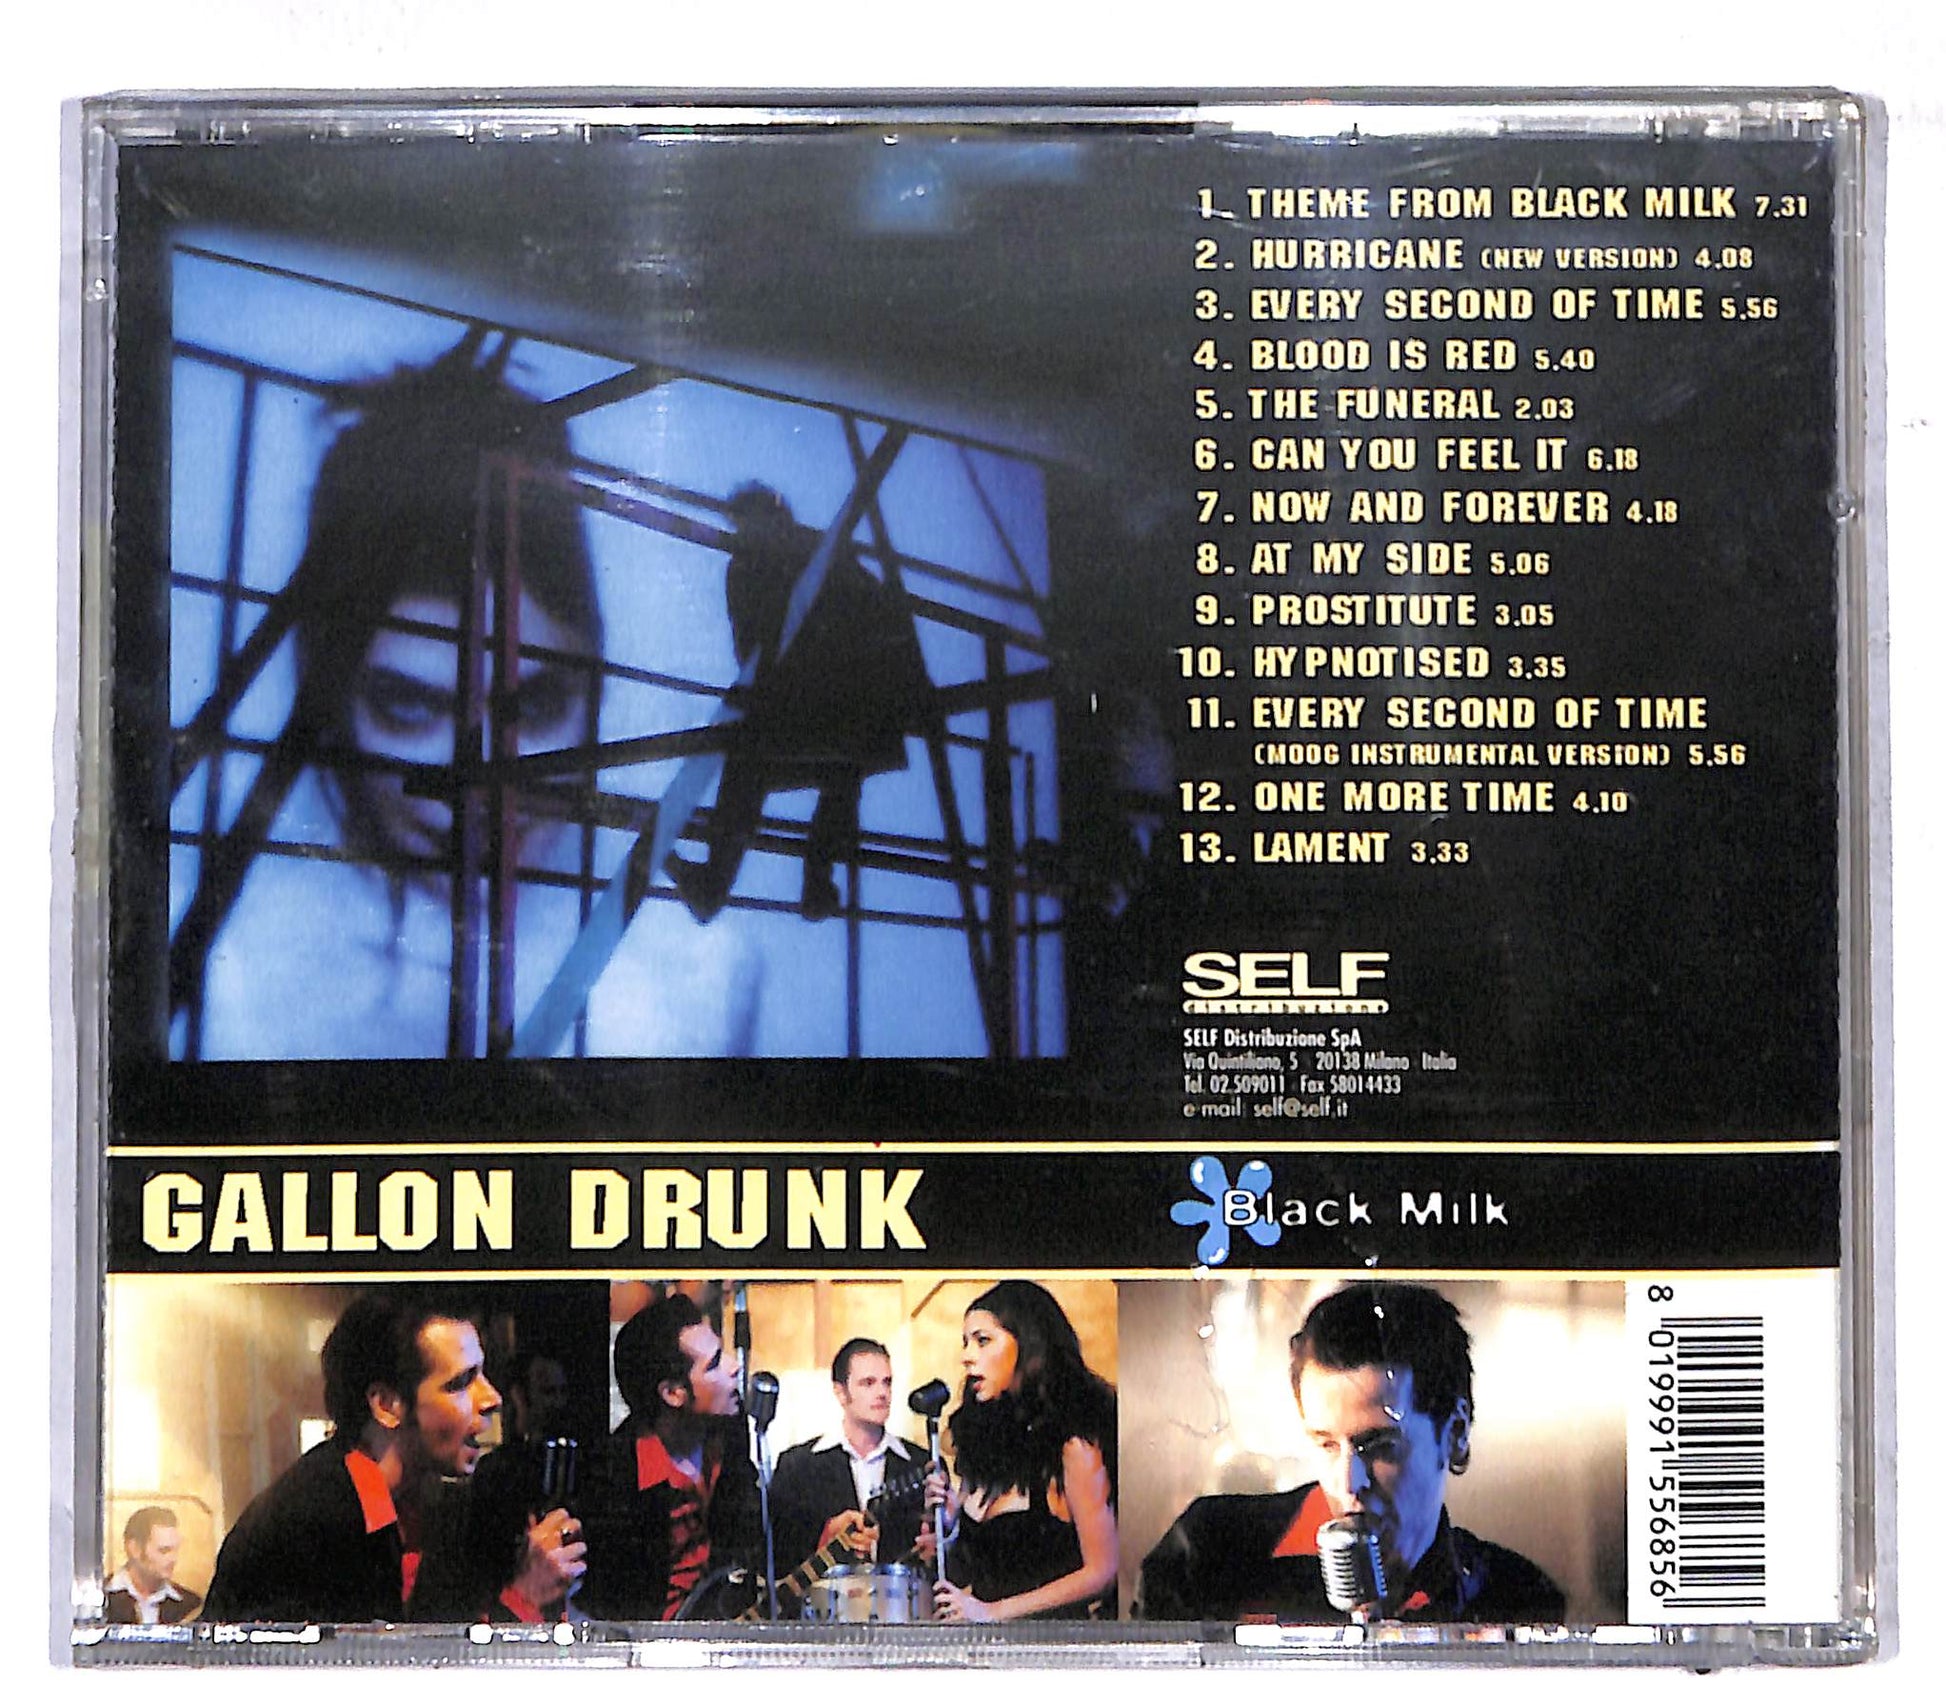 1. THEME FROM BLACK MILK 7.31
2. HURRICANE (NEW VERSION) 4.08
3. EVERY SECOND OF TIME 5.56
4. BLOOD IS RED 5.40
5. THE FUNERAL 2.03
6. CAN YOU FEEL IT 6.18
7. NOW AND FOREVER 4.18
8. AT MY SIDE 5.06
9. PROSTITUTE 3.05
10. HYPNOTISED 3.35
11. EVERY SECOND OF TIME
(MOOG INSTRUMENTAL VERSION) 5.56
12. ONE MORE TIME 4.10
13. LAMENT 3.33
SELF
distribuzione
SELF Distribuzione SpA
Via Quintiliano, 5 20138 Milano Italia
Tel. 02.509011 Fax 58014433
e-mail: self@self.it
GALLON DRUNK
Black Milk
8 019991 556856